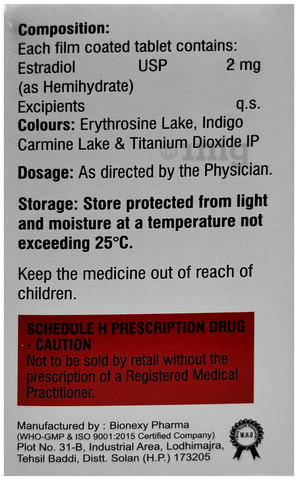 Composition:
Each film coated tablet contains:
Estradiol USP 2 mg
(as Hemihydrate)
Excipients q.s.
Colours: Erythrosine Lake, Indigo
Carmine Lake & Titanium Dioxide IP
1mg
Dosage: As directed by the Physician.
Storage: Store protected from light
and moisture at a temperature not
exceeding 25°C.
Keep the medicine out of reach of
children.
SCHEDULE H PRESCRIPTION DRUG
- CAUTION
Not to be sold by retail without the
prescription of a Registered Medical
Practitioner.
Manufactured by : Bionexy Pharma
(WHO-GMP & ISO 9001:2015 Certified Company)
Plot No. 31-B, Industrial Area, Lodhimajra,
Tehsil Baddi, Distt. Solan (H.P.) 173205
W.H.O.